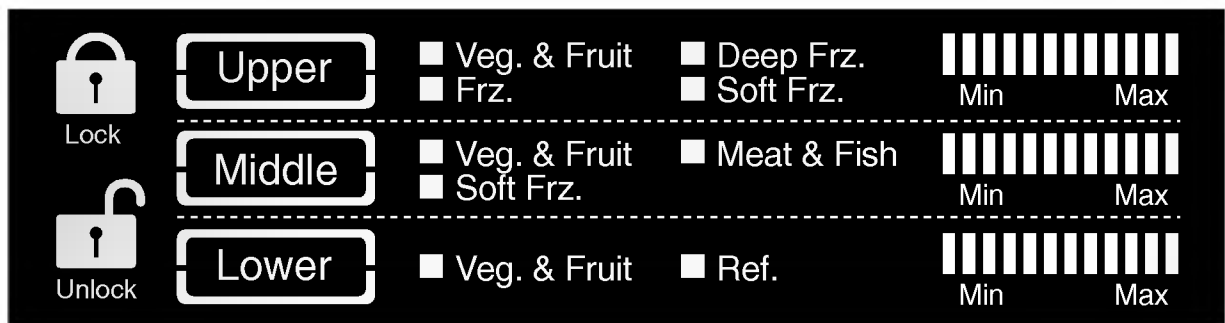 Lock
Unlock
Upper
Veg. & Fruit
Deep Frz.
Frz.
Soft Frz.
Min Max
Middle
Veg. & Fruit
Meat & Fish
Soft Frz.
Min Max
Lower
Veg. & Fruit
Ref.
Min Max